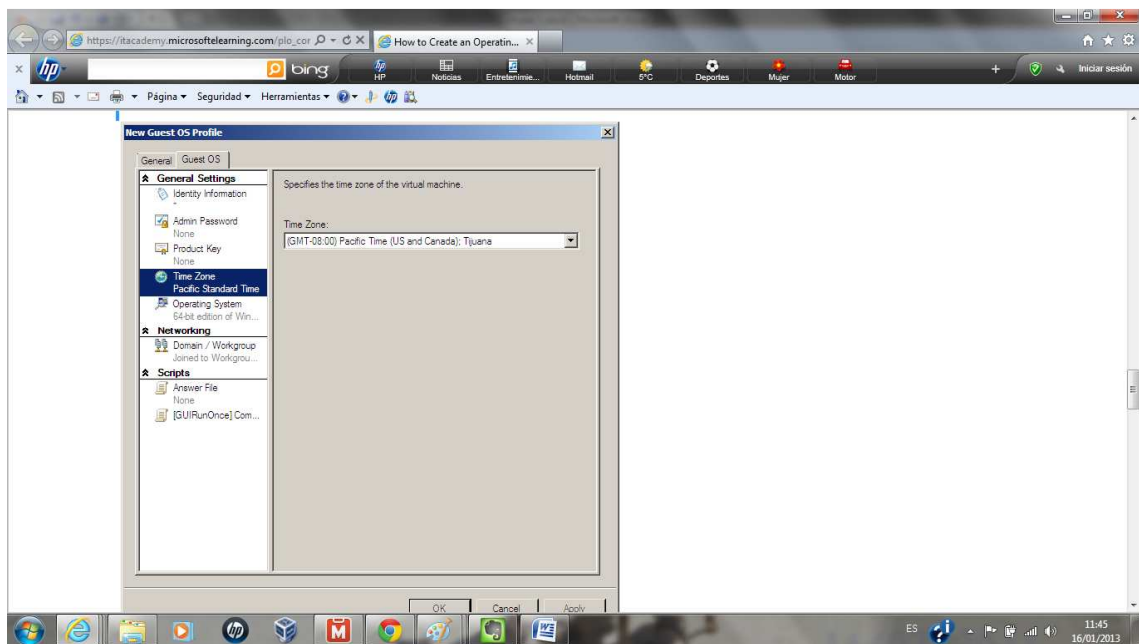 https://itacademy.microsoftelearning.com/plo_cor
How to Create an Operatin...
hp
bing
HP
Noticias
Entretenimie...
Hotmail
5°C
Deportes
Mujer
Motor
Iniciar sesión
Página
Seguridad
Herramientas
New Guest OS Profile
General
Guest OS
General Settings
Identity Information
*
Admin Password
None
Product Key
None
Time Zone
Pacific Standard Time
Operating System
64-bit edition of Win...
Networking
Domain / Workgroup
Joined to Workgrou...
Scripts
Answer File
None
[GUIRunOnce] Com...
Specifies the time zone of the virtual machine.
Time Zone:
(GMT-08:00) Pacific Time (US and Canada); Tijuana
OK
Cancel
Apply
ES
11:45
16/01/2013